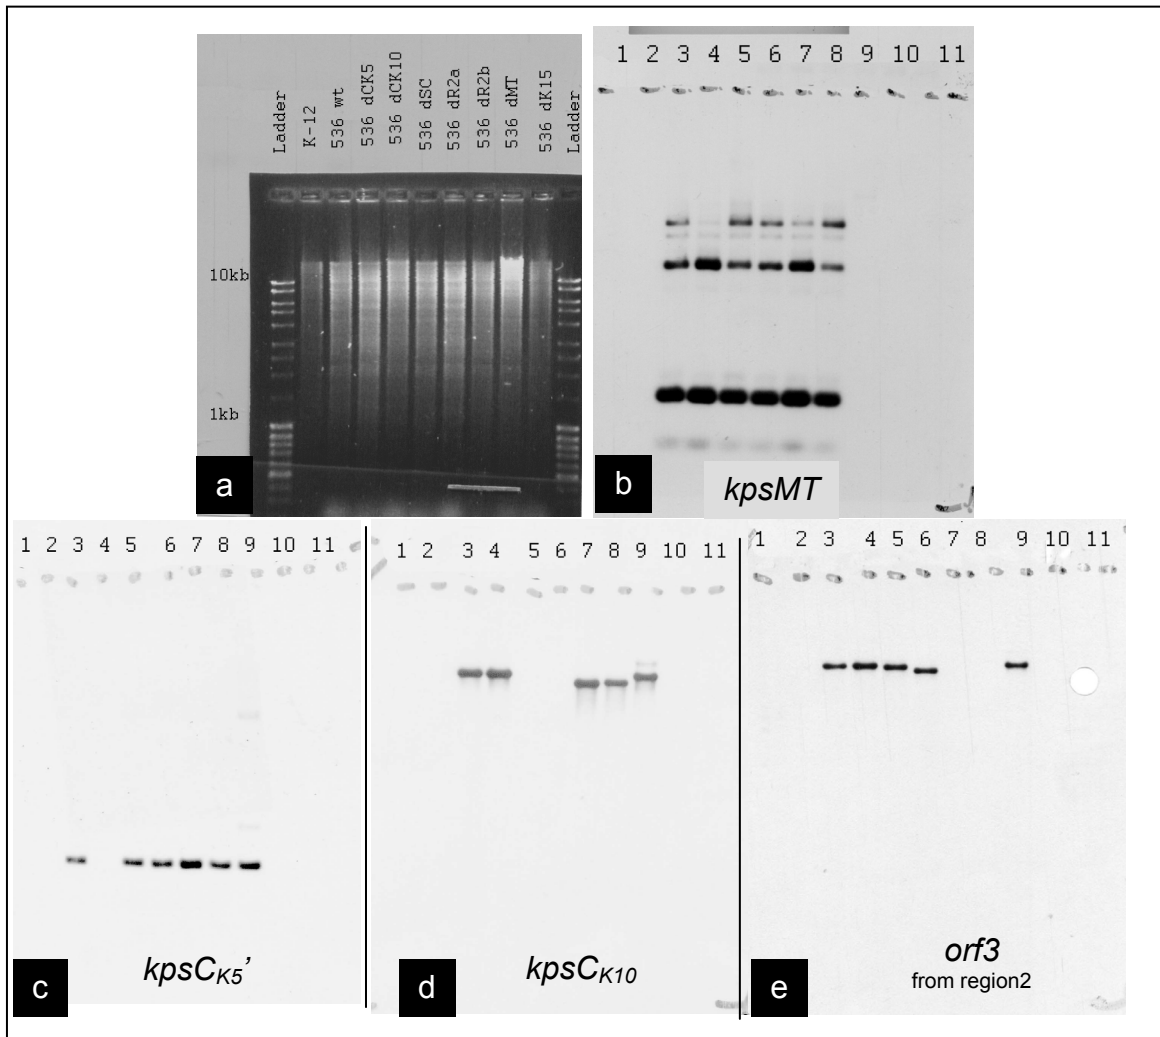 Ladder
K-12
536 wt
536 dCK5
536 dCK10
536 dSC
536 dR2a
536 dR2b
536 dMT
536 dK15
Ladder
10kb
1kb
a
1 2 3 4 5 6 7 8 9 10 11
b
kpsMT
1 2 3 4 5 6 7 8 9 10 11
c
kpsCK5’
1 2 3 4 5 6 7 8 9 10 11
d
kpsCK10
1 2 3 4 5 6 7 8 9 10 11
e
orf3
from region2